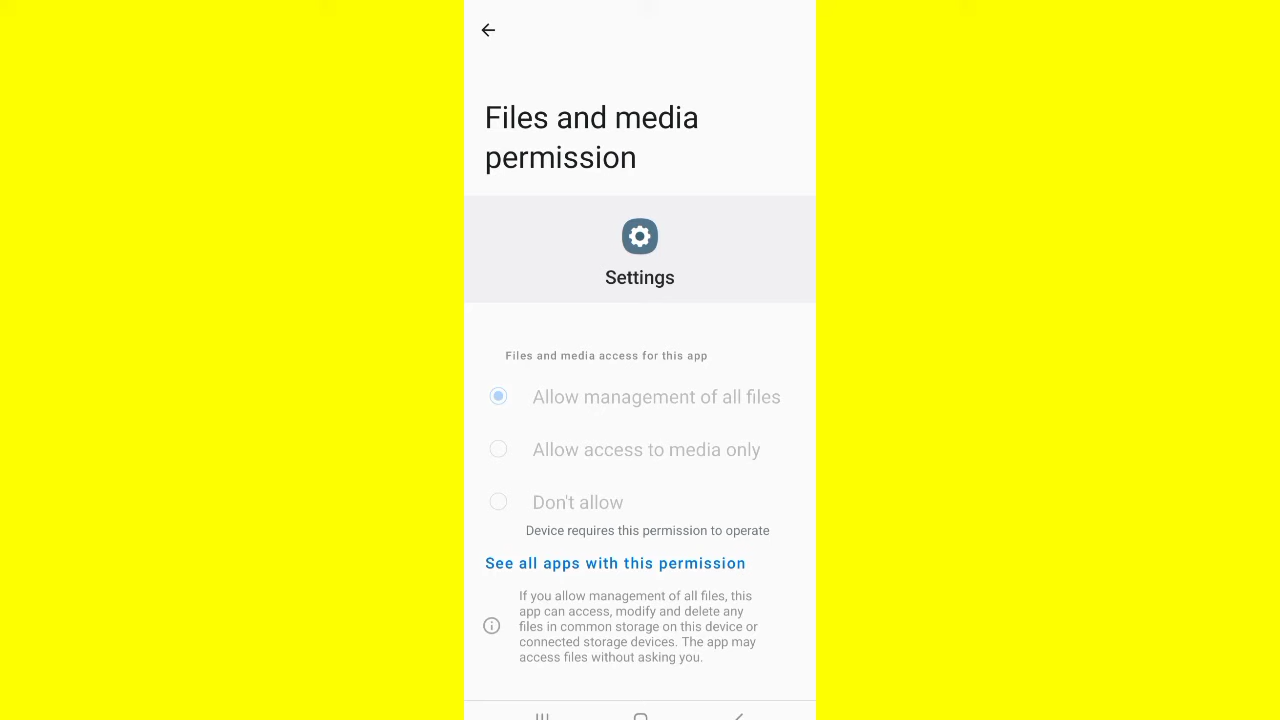 Files and media
permission
Settings
Files and media access for this app
Allow management of all files
Allow access to media only
Don't allow
Device requires this permission to operate
See all apps with this permission
If you allow management of all files, this
app can access, modify and delete any
files in common storage on this device or
connected storage devices. The app may
access files without asking you.